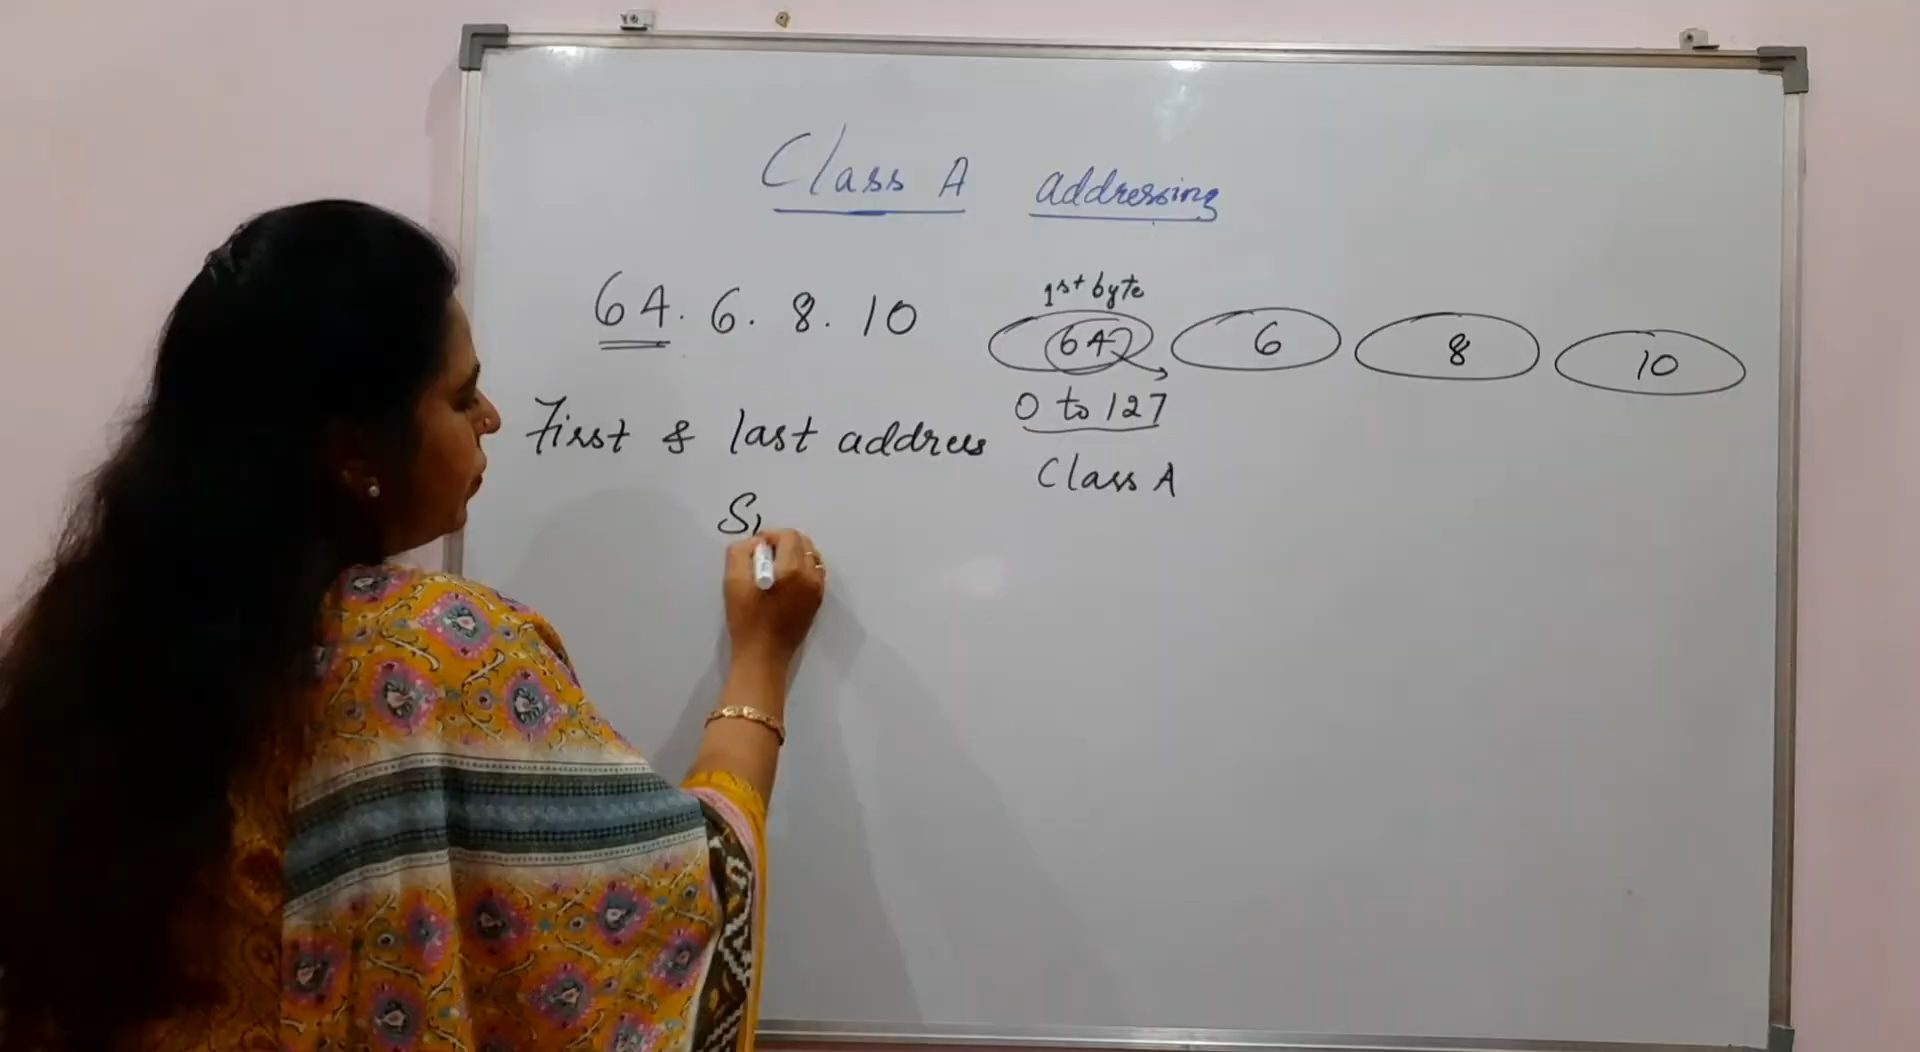 Class A addressing
64. 6. 8. 10
1st byte
64 6 8 10
0 to 127
First & last address
Class A